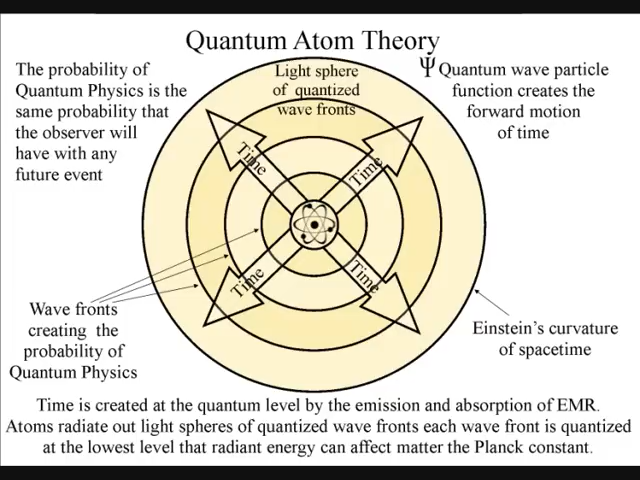 Quantum Atom Theory
The probability of
Quantum Physics is the
same probability that
the observer will
have with any
future event
Light sphere
of quantized
wave fronts
Ψ Quantum wave particle
function creates the
forward motion
of time
Time
Time
Time
Time
Wave fronts
creating the
probability of
Quantum Physics
Einstein's curvature
of spacetime
Time is created at the quantum level by the emission and absorption of EMR.
Atoms radiate out light spheres of quantized wave fronts each wave front is quantized
at the lowest level that radiant energy can affect matter the Planck constant.